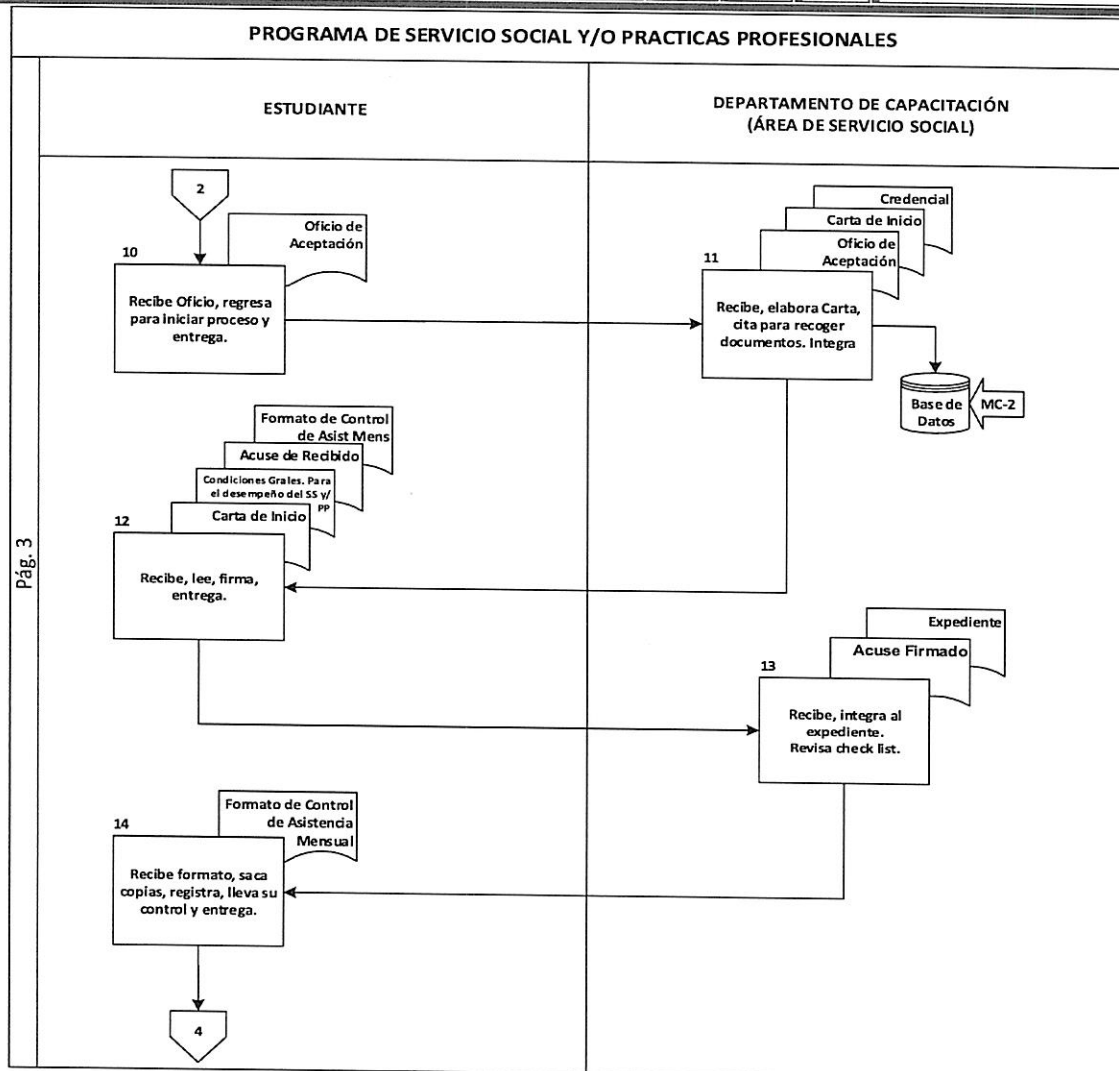 PROGRAMA DE SERVICIO SOCIAL Y/O PRACTICAS PROFESIONALES
ESTUDIANTE
DEPARTAMENTO DE CAPACITACIÓN
(ÁREA DE SERVICIO SOCIAL)
Pág. 3
2
Oficio de
Aceptación
10
Recibe Oficio, regresa
para iniciar proceso y
entrega.
Credencial
Carta de Inicio
Oficio de
Aceptación
11
Recibe, elabora Carta,
cita para recoger
documentos. Integra
Base de
Datos
MC-2
Formato de Control
de Asist Mens
Acuse de Recibido
Condiciones Grales. Para
el desempeño del SS y/
PP
Carta de Inicio
12
Recibe, lee, firma,
entrega.
Expediente
Acuse Firmado
13
Recibe, integra al
expediente.
Revisa check list.
Formato de Control
de Asistencia
Mensual
14
Recibe formato, saca
copias, registra, lleva su
control y entrega.
4